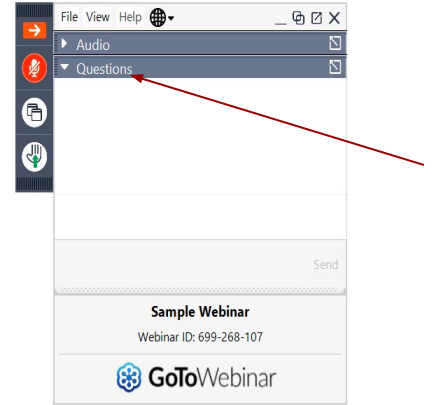 File View Help
Audio
Questions
Send
Sample Webinar
Webinar ID: 699-268-107
GoToWebinar